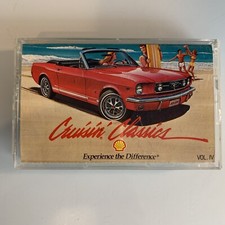 Cruisin' Classics
Experience the Difference
VOL. IV